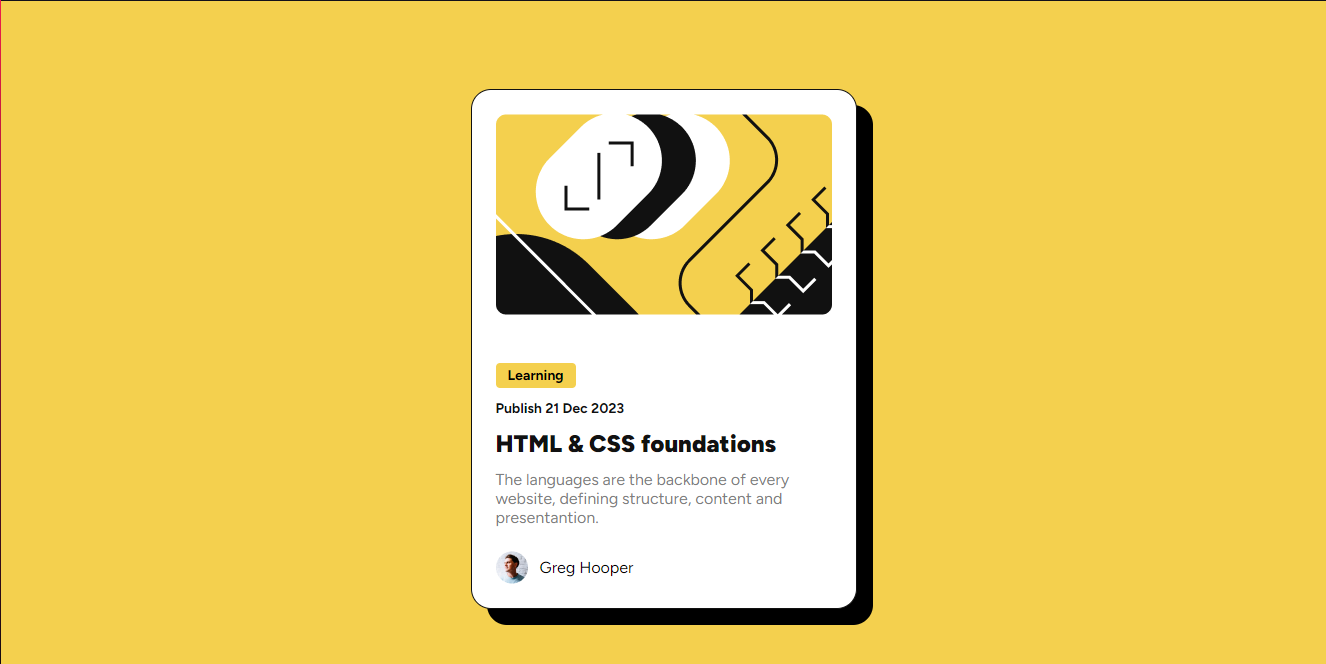 Learning
Publish 21 Dec 2023
HTML & CSS foundations
The languages are the backbone of every
website, defining structure, content and
presentantion.
Greg Hooper